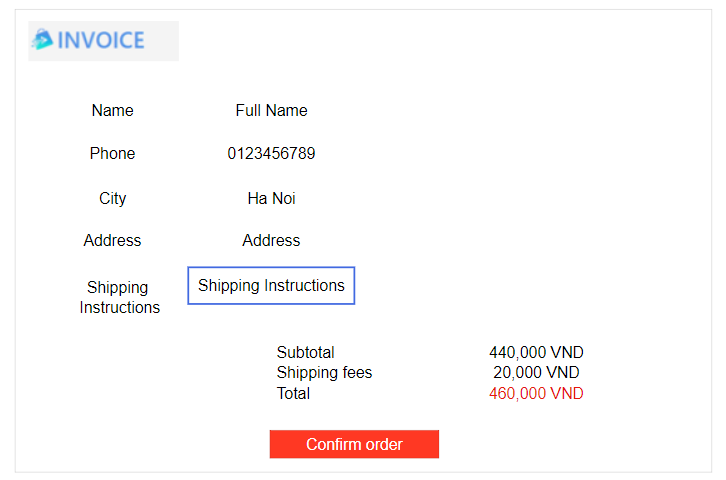 INVOICE
Name Full Name
Phone 0123456789
City Ha Noi
Address Address
Shipping Instructions Shipping Instructions
Subtotal 440,000 VND
Shipping fees 20,000 VND
Total 460,000 VND
Confirm order